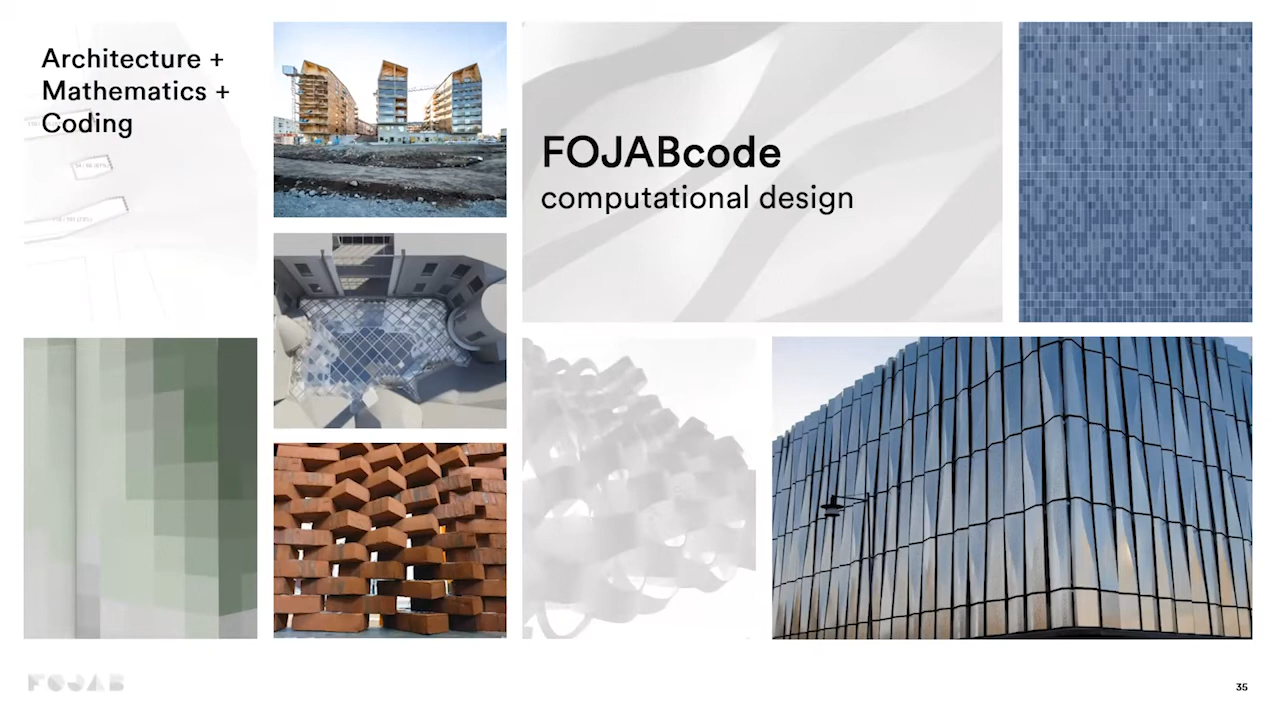 Architecture +
Mathematics +
Coding
FOJABcode
computational design
FOJAB
35